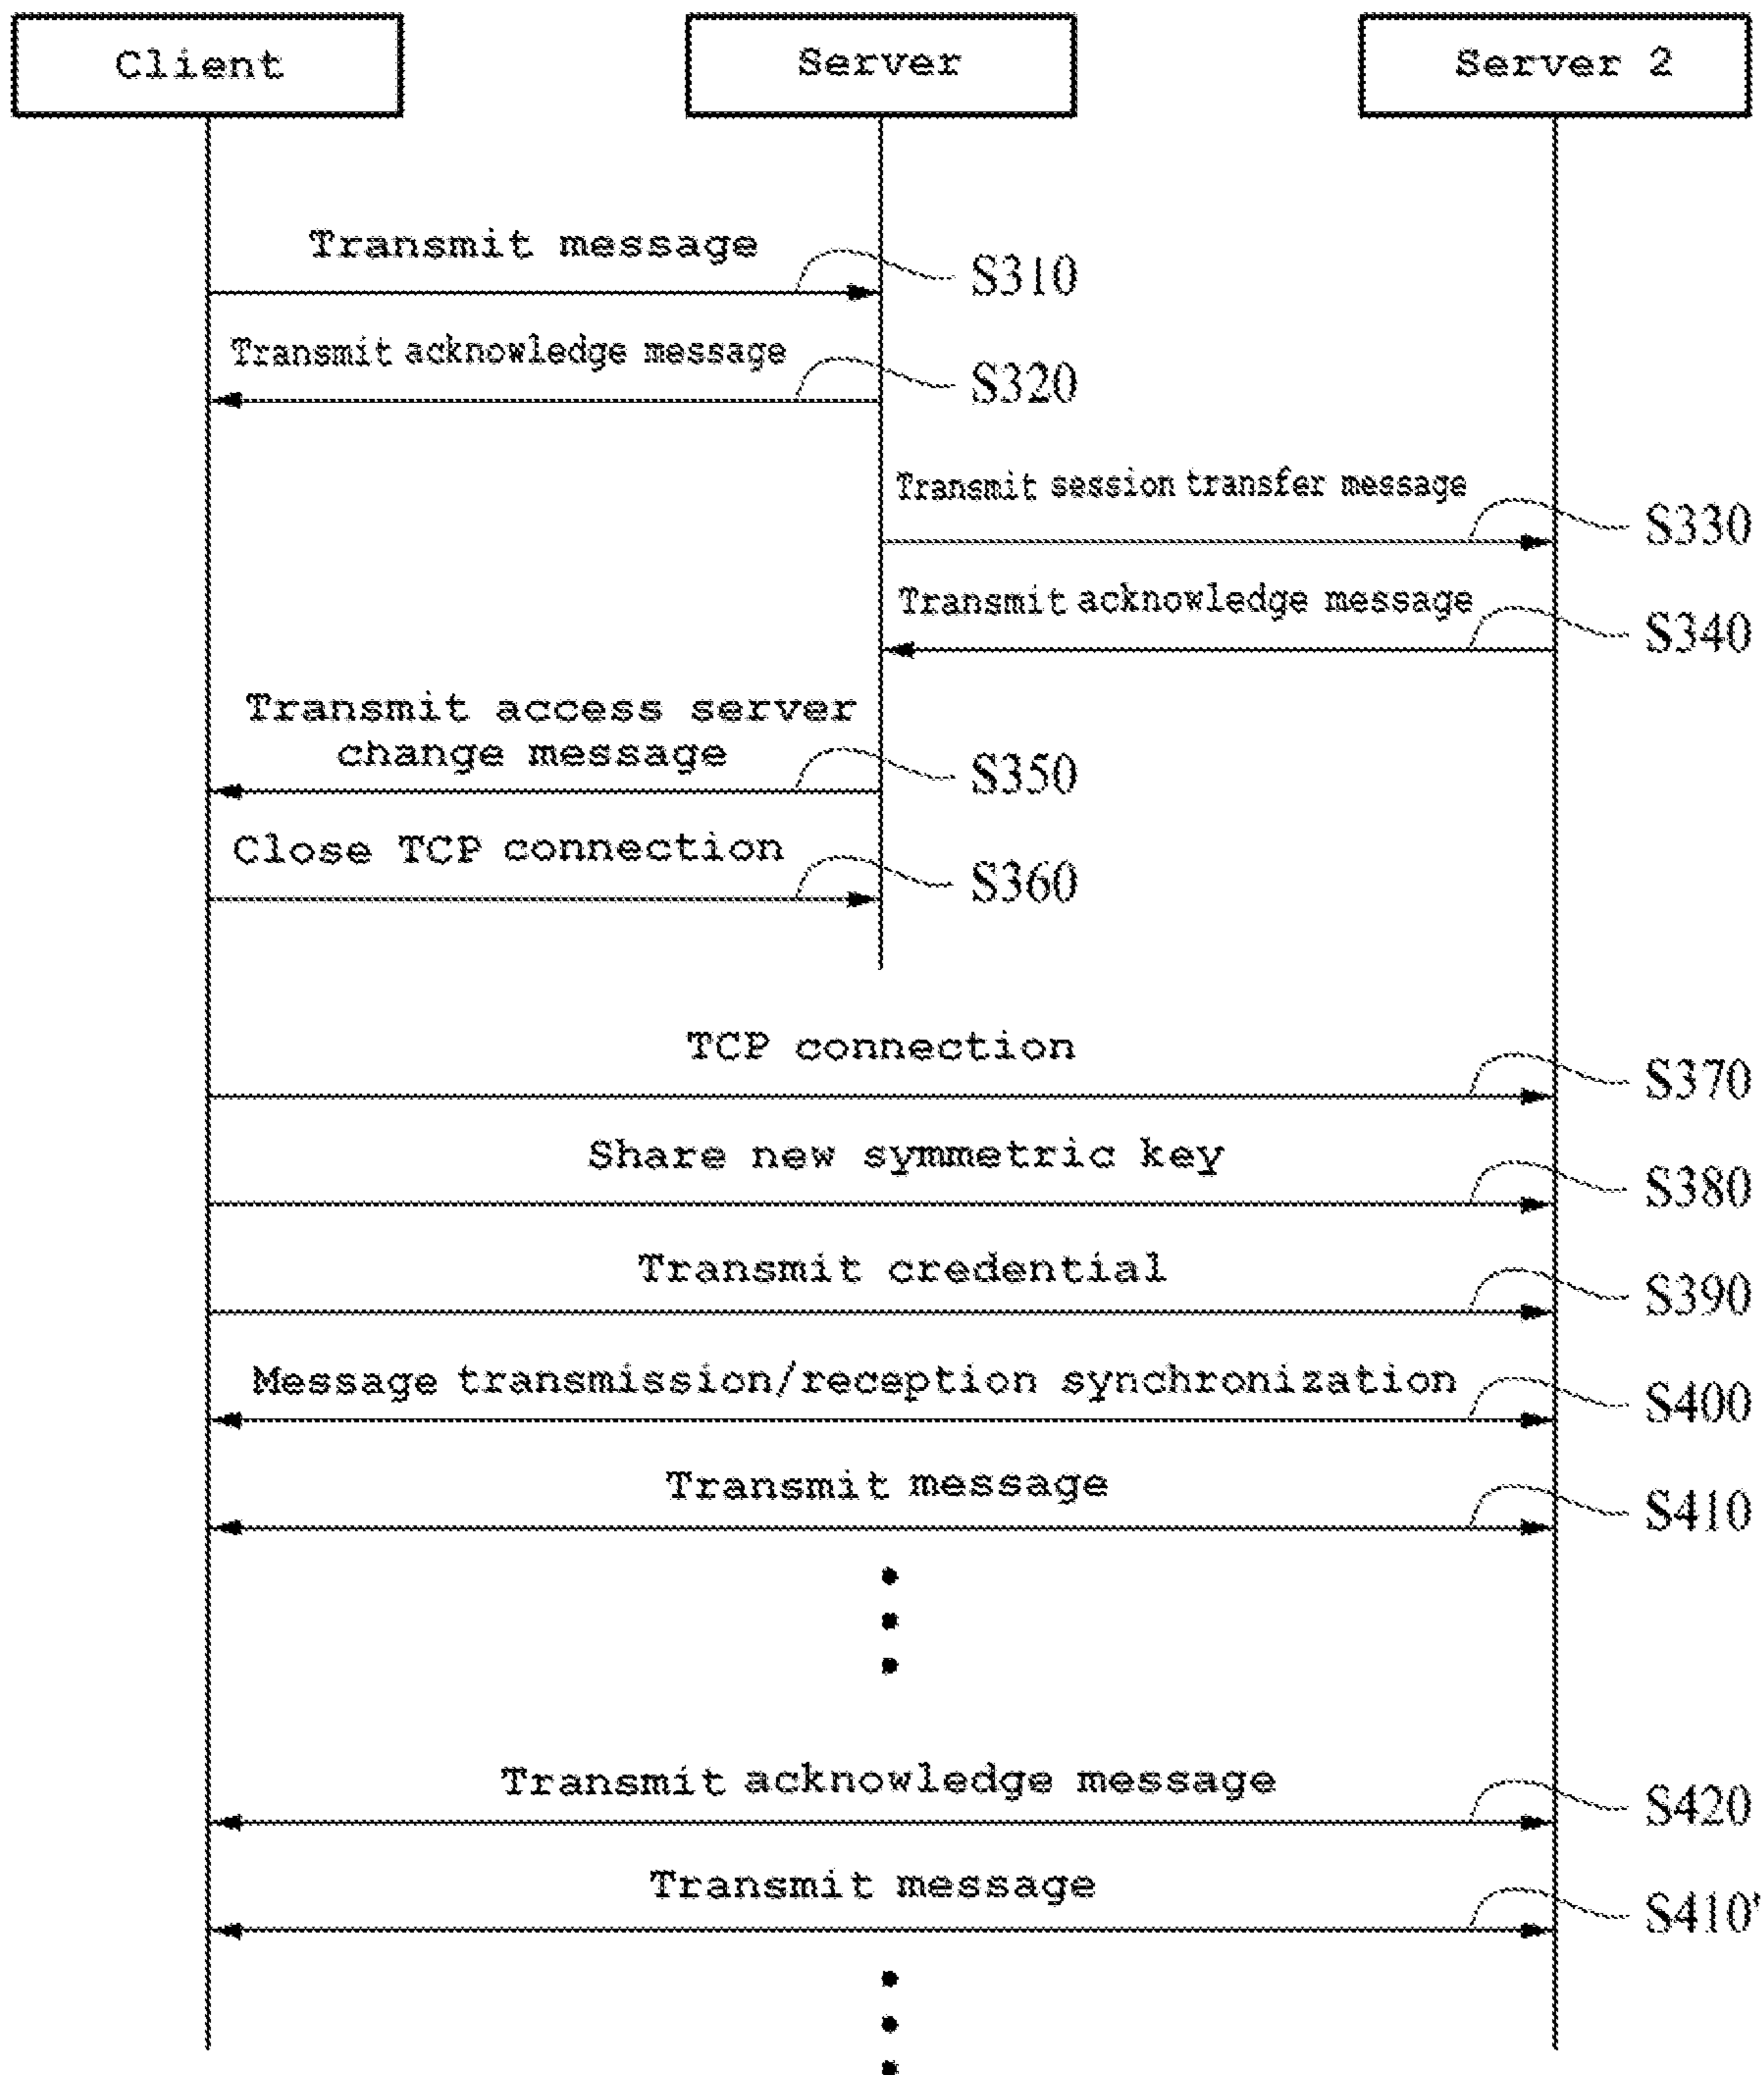 Client
Server
Server 2
Transmit message
S310
Transmit acknowledge message
S320
Transmit session transfer message
S330
Transmit acknowledge message
S340
Transmit access server
change message
S350
Close TCP connection
S360
TCP connection
S370
Share new symmetric key
S380
Transmit credential
S390
Message transmission/reception synchronization
S400
Transmit message
S410
Transmit acknowledge message
S420
Transmit message
S410'